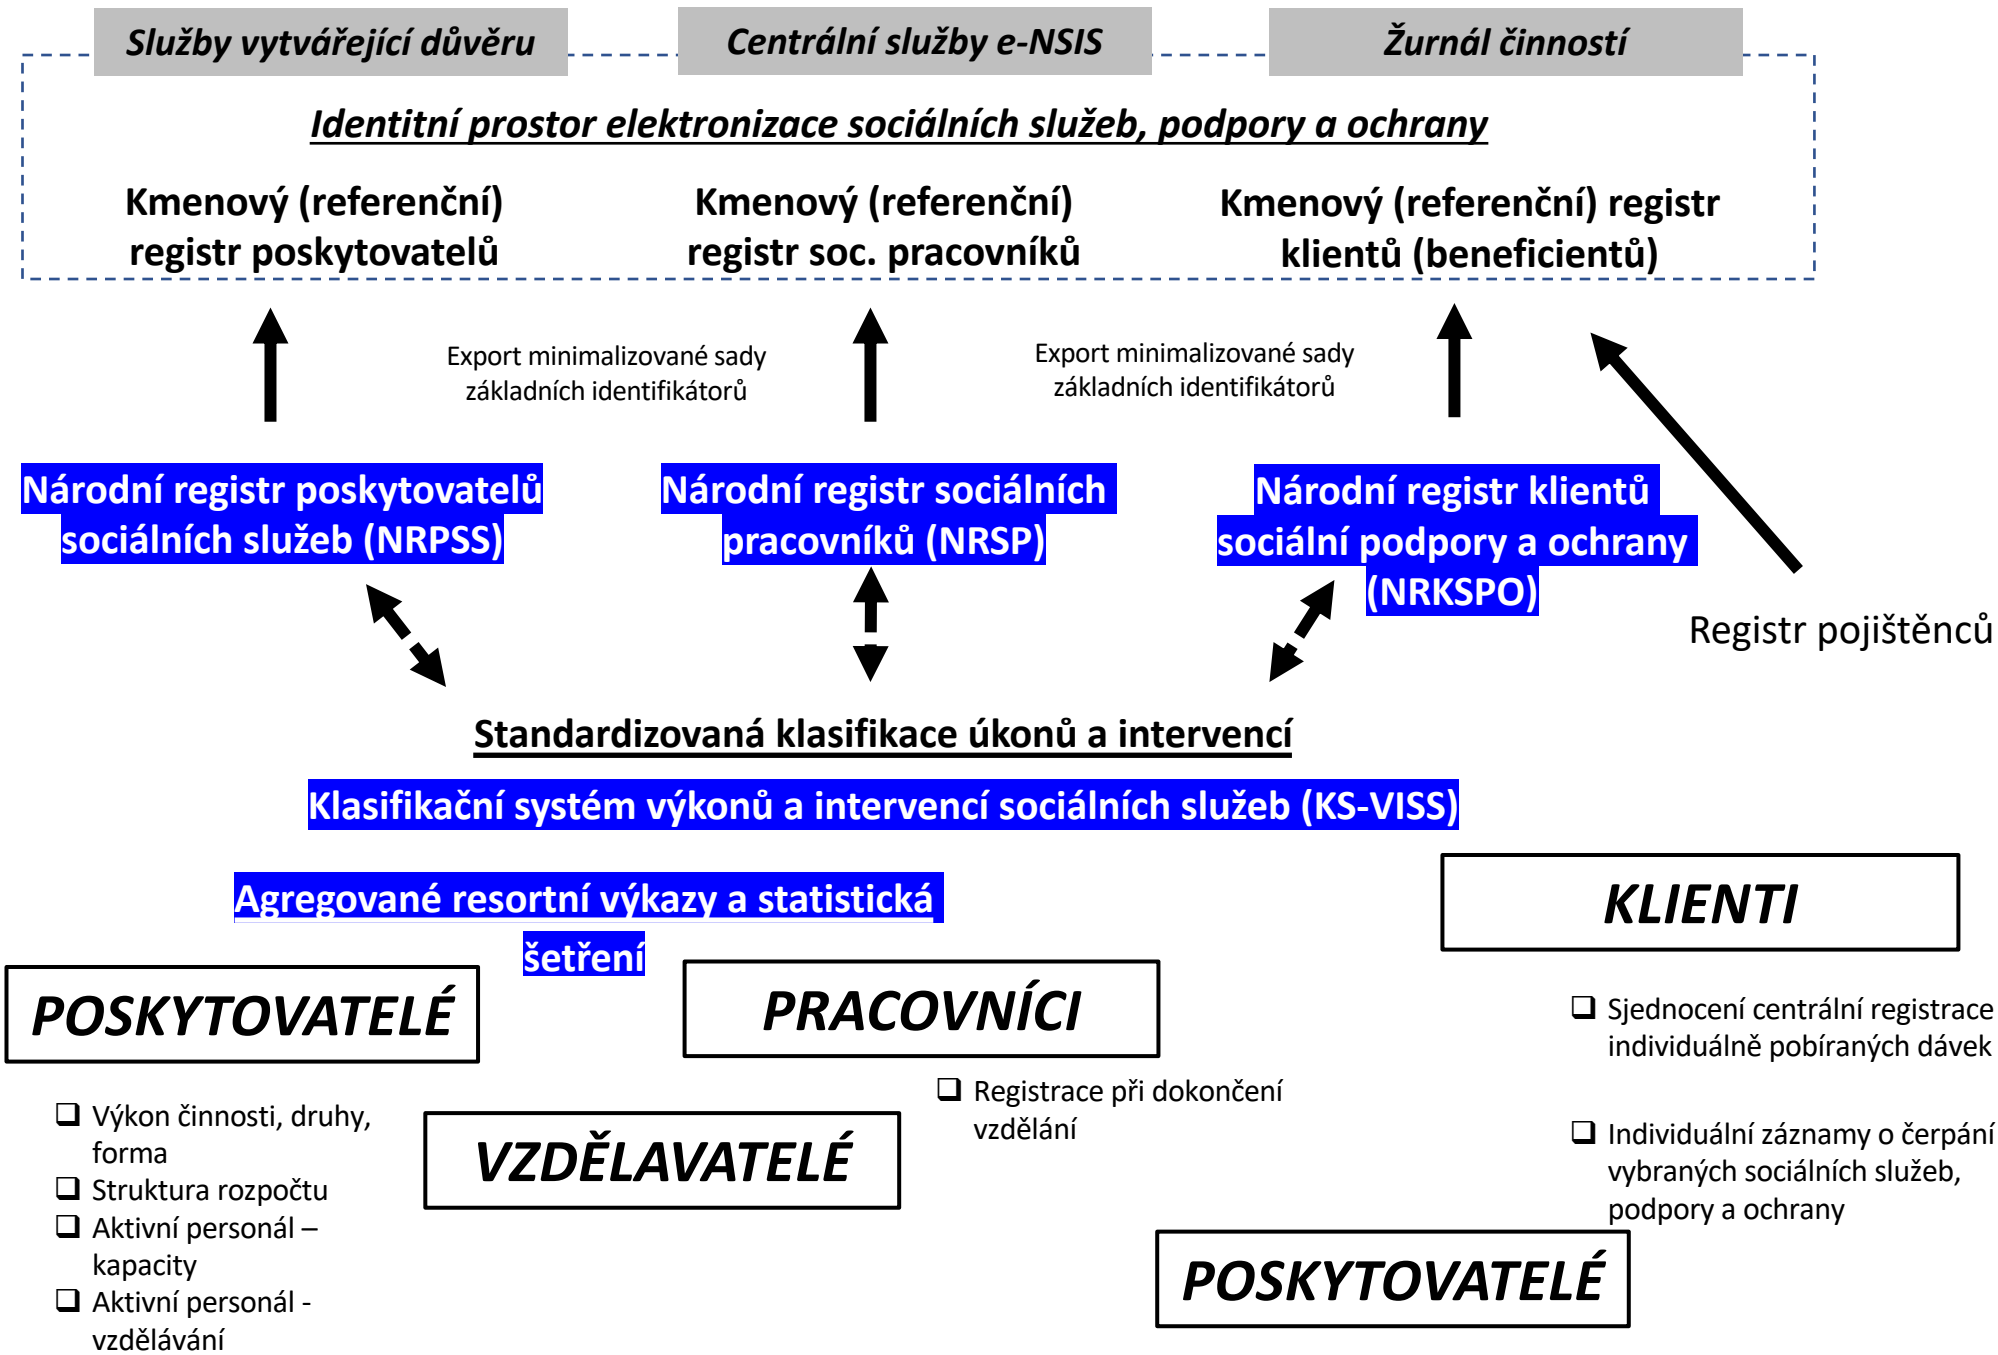 Služby vytvářející důvěru
Centrální služby e-NSIS
Žurnál činností
Identitní prostor elektronizace sociálních služeb, podpory a ochrany
Kmenový (referenční)
registr poskytovatelů
Kmenový (referenční)
registr soc. pracovníků
Kmenový (referenční) registr
klientů (beneficientů)
Export minimalizované sady
základních identifikátorů
Export minimalizované sady
základních identifikátorů
Národní registr poskytovatelů
sociálních služeb (NRPSS)
Národní registr sociálních
pracovníků (NRSP)
Národní registr klientů
sociální podpory a ochrany
(NRKSPO)
Registr pojištěnců
Standardizovaná klasifikace úkonů a intervencí
Klasifikační systém výkonů a intervencí sociálních služeb (KS-VISS)
Agregované resortní výkazy a statistická
šetření
KLIENTI
POSKYTOVATELÉ
PRACOVNÍCI
Sjednocení centrální registrace
individuálně pobíraných dávek
Registrace při dokončení
vzdělání
Výkon činnosti, druhy,
forma
Struktura rozpočtu
Aktivní personál –
kapacity
Aktivní personál -
vzdělávání
VZDĚLAVATELÉ
Individuální záznamy o čerpání
vybraných sociálních služeb,
podpory a ochrany
POSKYTOVATELÉ